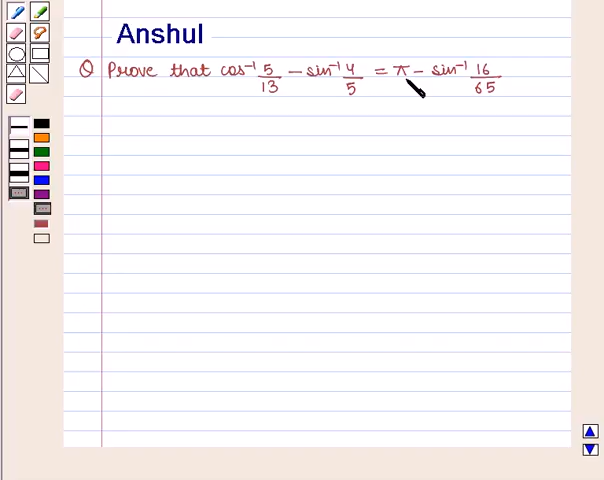 Anshul
Q Prove that cos⁻¹ 5/13 − sin⁻¹ 4/5 = π − sin⁻¹ 16/65